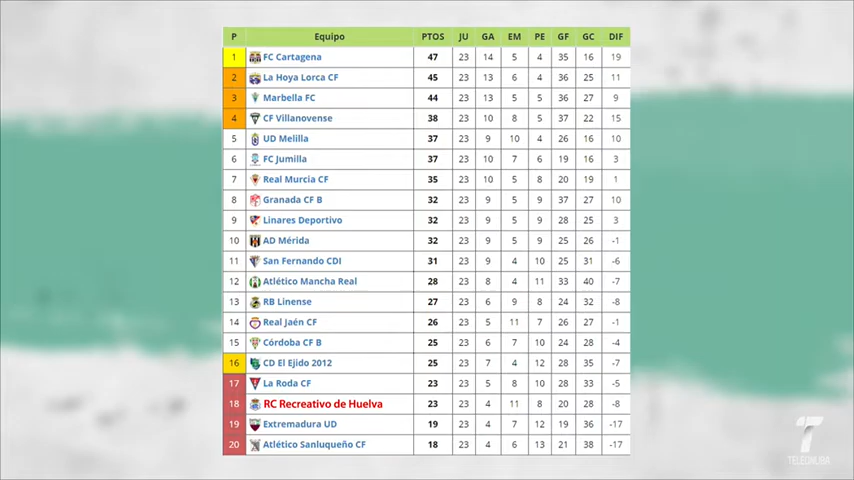 P Equipo PTOS JU GA EM PE GF GC DIF
1 FC Cartagena 47 23 14 5 4 35 16 19
2 La Hoya Lorca CF 45 23 13 6 4 36 25 11
3 Marbella FC 44 23 13 5 5 36 27 9
4 CF Villanovense 38 23 10 8 5 37 22 15
5 UD Melilla 37 23 9 10 4 26 16 10
6 FC Jumilla 37 23 10 7 6 19 16 3
7 Real Murcia CF 35 23 10 5 8 20 19 1
8 Granada CF B 32 23 9 5 9 37 27 10
9 Linares Deportivo 32 23 9 5 9 28 25 3
10 AD Mérida 32 23 9 5 9 25 26 -1
11 San Fernando CDI 31 23 9 4 10 25 31 -6
12 Atlético Mancha Real 28 23 8 4 11 33 40 -7
13 RB Linense 27 23 6 9 8 24 32 -8
14 Real Jaén CF 26 23 5 11 7 26 27 -1
15 Córdoba CF B 25 23 6 7 10 24 28 -4
16 CD El Ejido 2012 25 23 7 4 12 28 35 -7
17 La Roda CF 23 23 5 8 10 28 33 -5
18 RC Recreativo de Huelva 23 23 4 11 8 20 28 -8
19 Extremadura UD 19 23 4 7 12 19 36 -17
20 Atlético Sanluqueño CF 18 23 4 6 13 21 38 -17
TELEONUBA